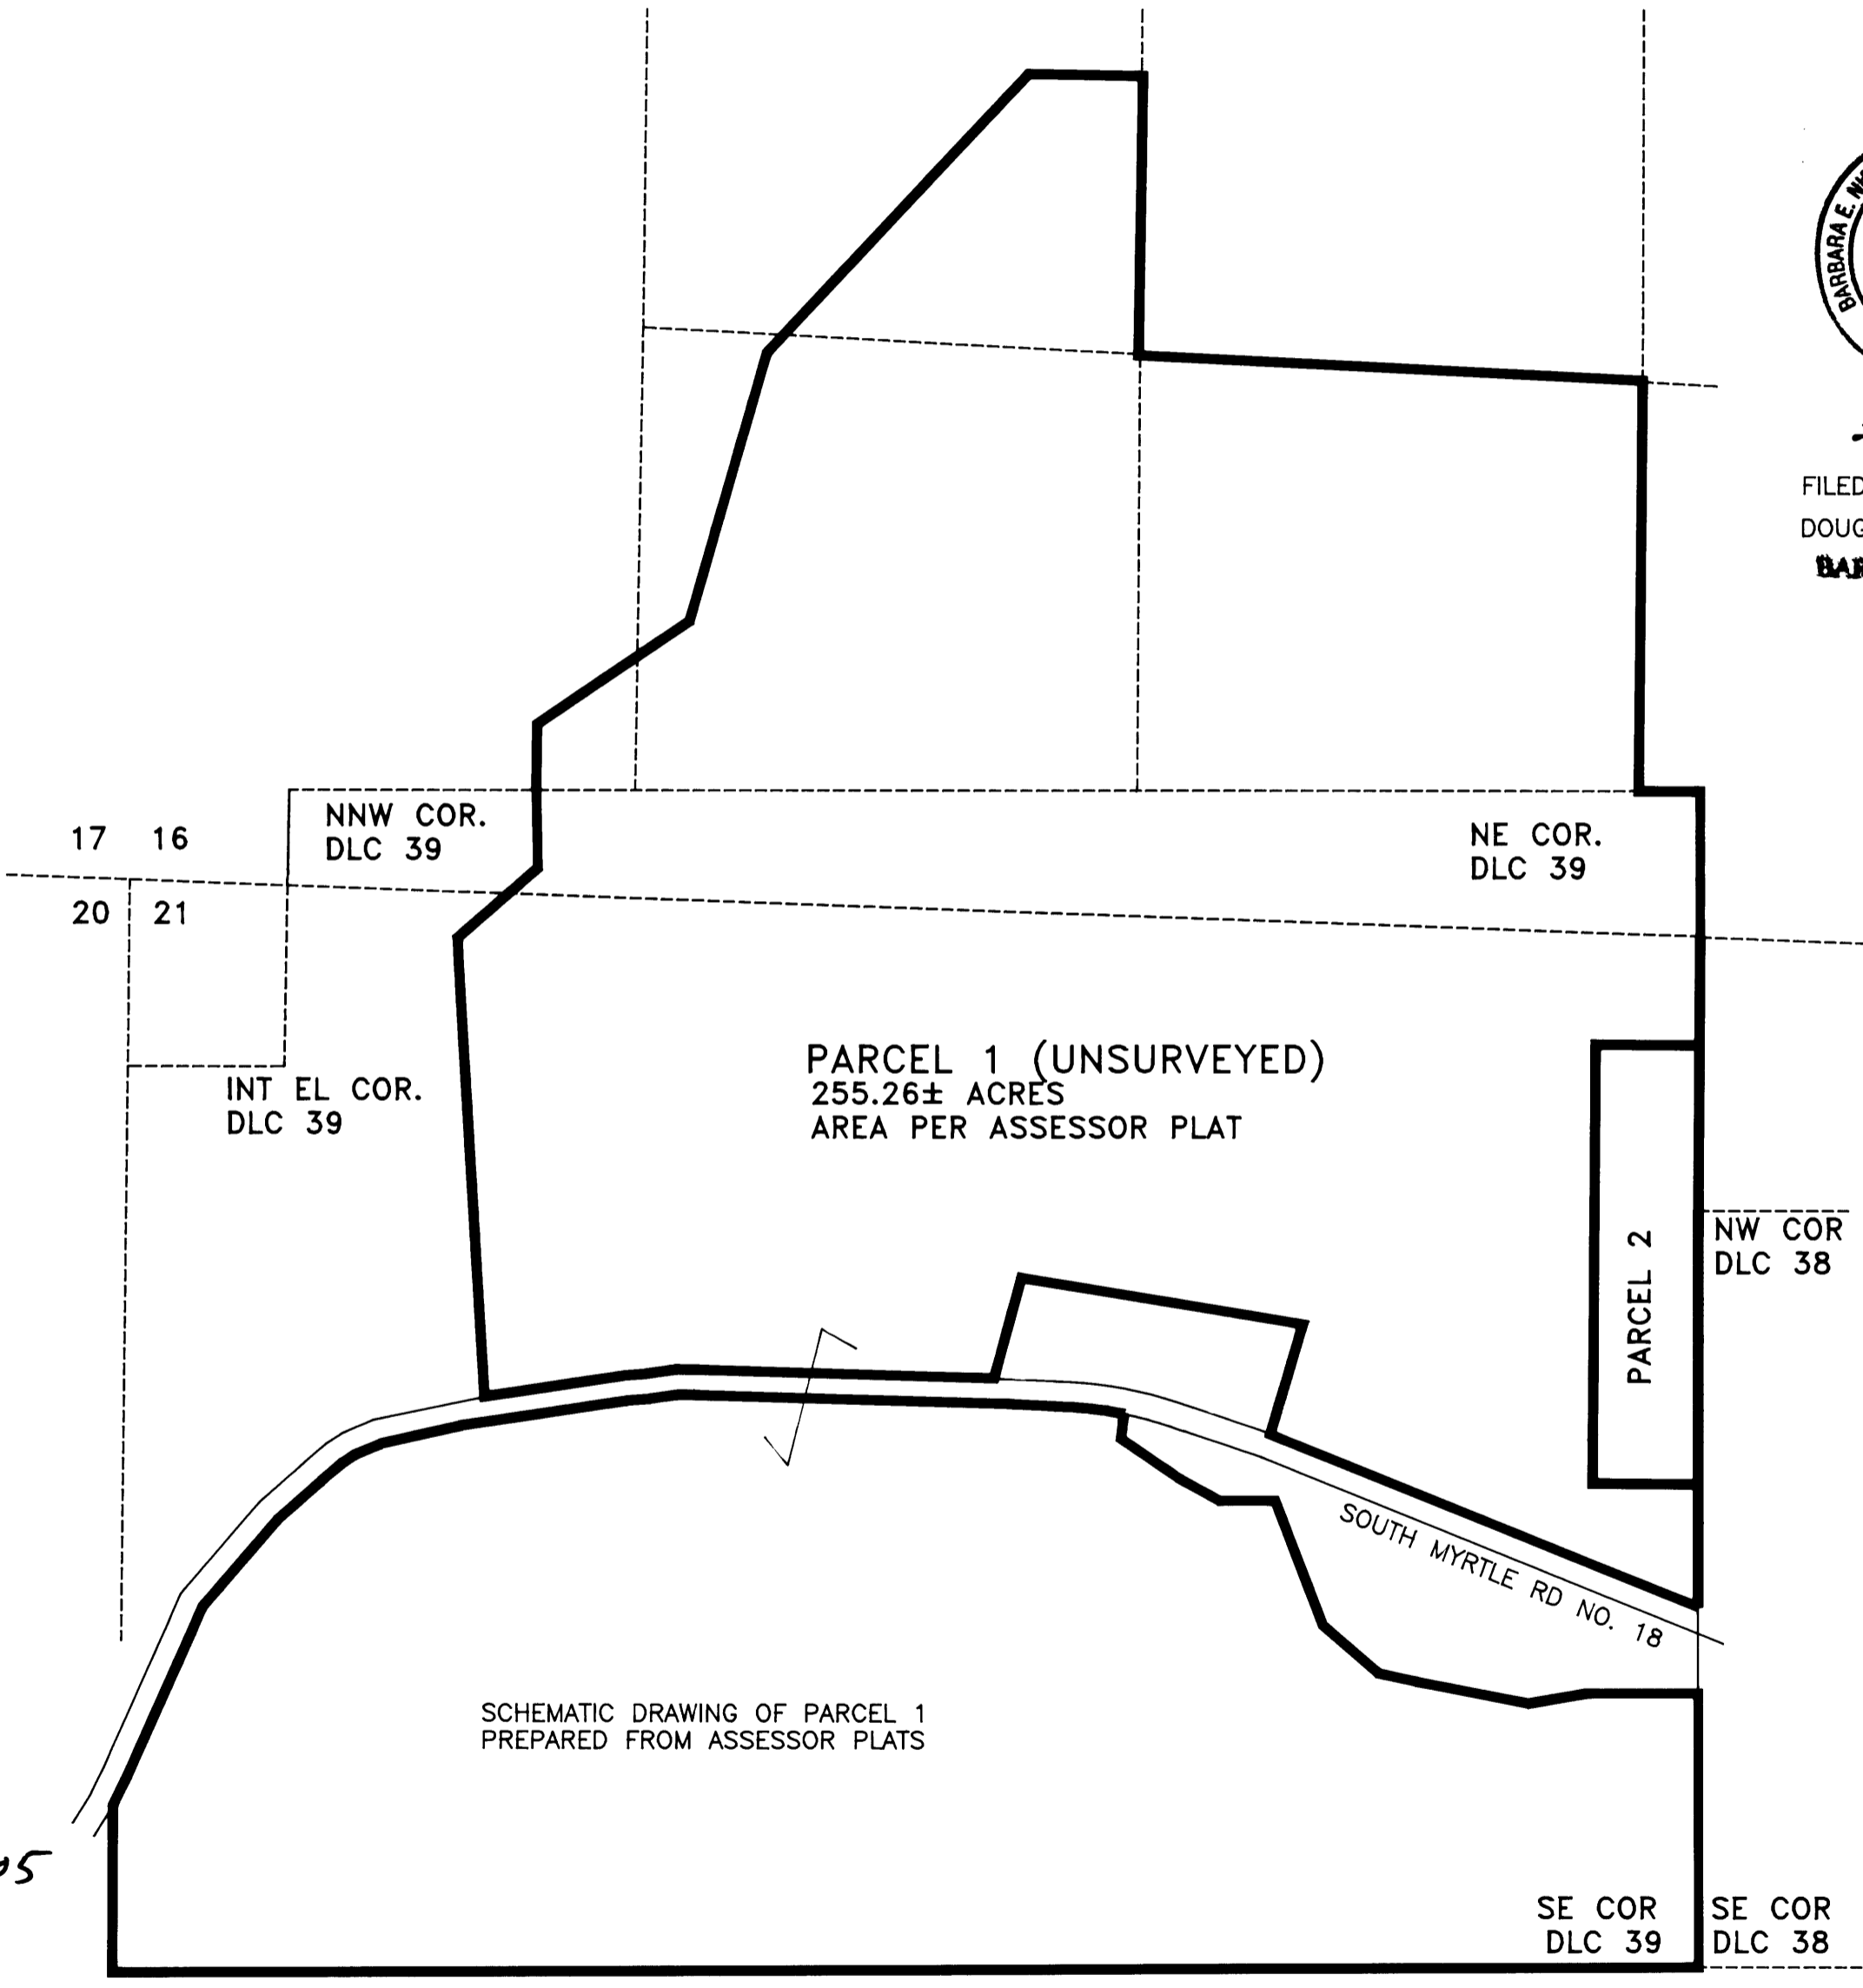 BARBARA E.
FILED
DOUG
NNW COR.
DLC 39
17 16
20 21
NE COR.
DLC 39
PARCEL 1 (UNSURVEYED)
255.26± ACRES
AREA PER ASSESSOR PLAT
INT EL COR.
DLC 39
PARCEL 2
NW COR
DLC 38
SOUTH MYRTLE RD NO. 18
SCHEMATIC DRAWING OF PARCEL 1
PREPARED FROM ASSESSOR PLATS
SE COR
DLC 39
SE COR
DLC 38